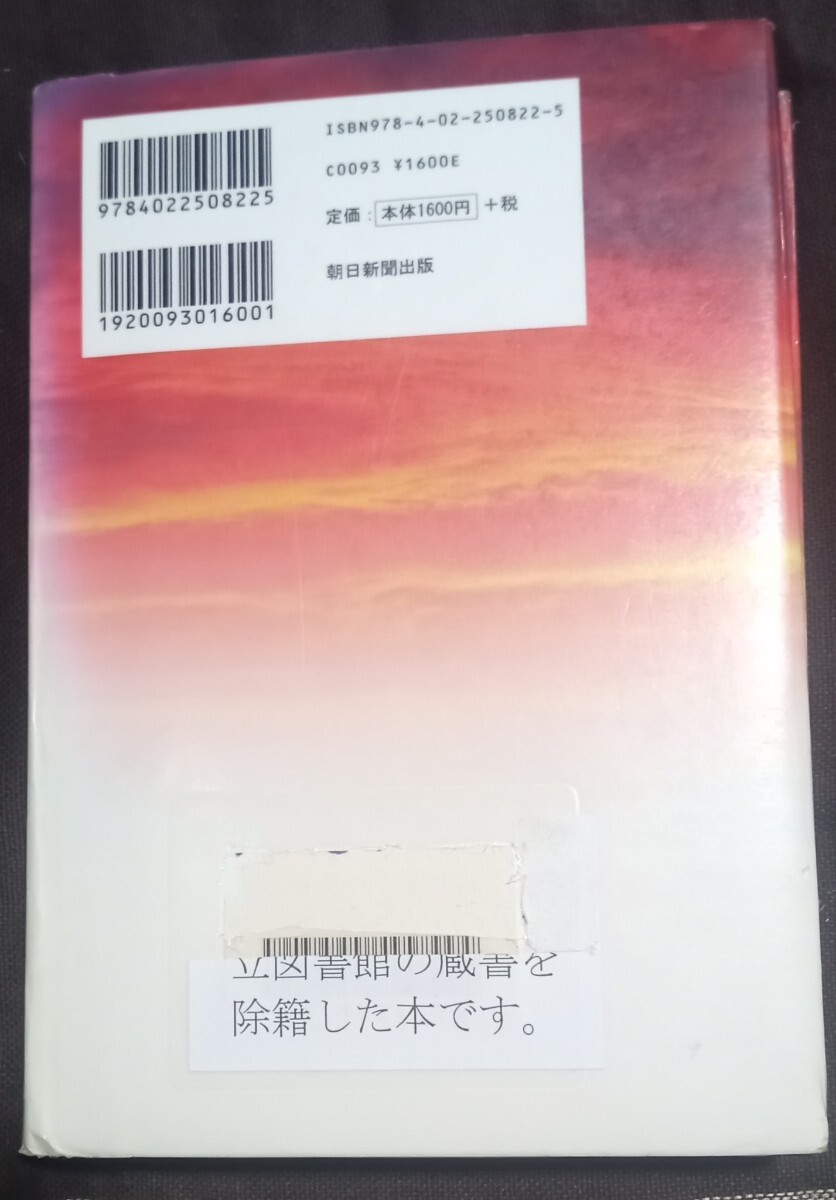 ISBN978-4-02-250822-5
C0093 ¥1600E
定価：本体1600円＋税
朝日新聞出版
9784022508225
1920093016001
立図書館の蔵書を
除籍した本です。